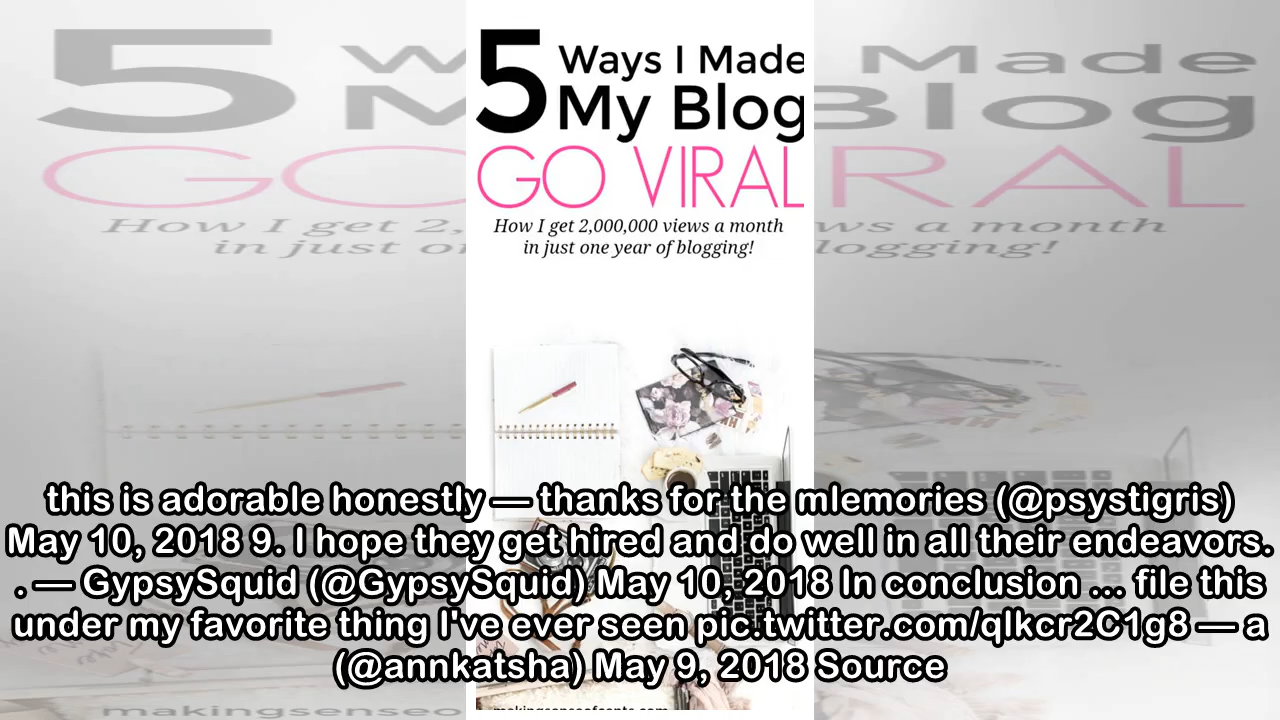 5 Ways I Made
My Blog
GO VIRAL
How I get 2,000,000 views a month
in just one year of blogging!
this is adorable honestly — thanks for the mlemories (@psystigris)
May 10, 2018 9. I hope they get hired and do well in all their endeavors.
. — GypsySquid (@GypsySquid) May 10, 2018 In conclusion ... file this
under my favorite thing I've ever seen pic.twitter.com/qlkcr2C1g8 — a
(@annkatsha) May 9, 2018 Source